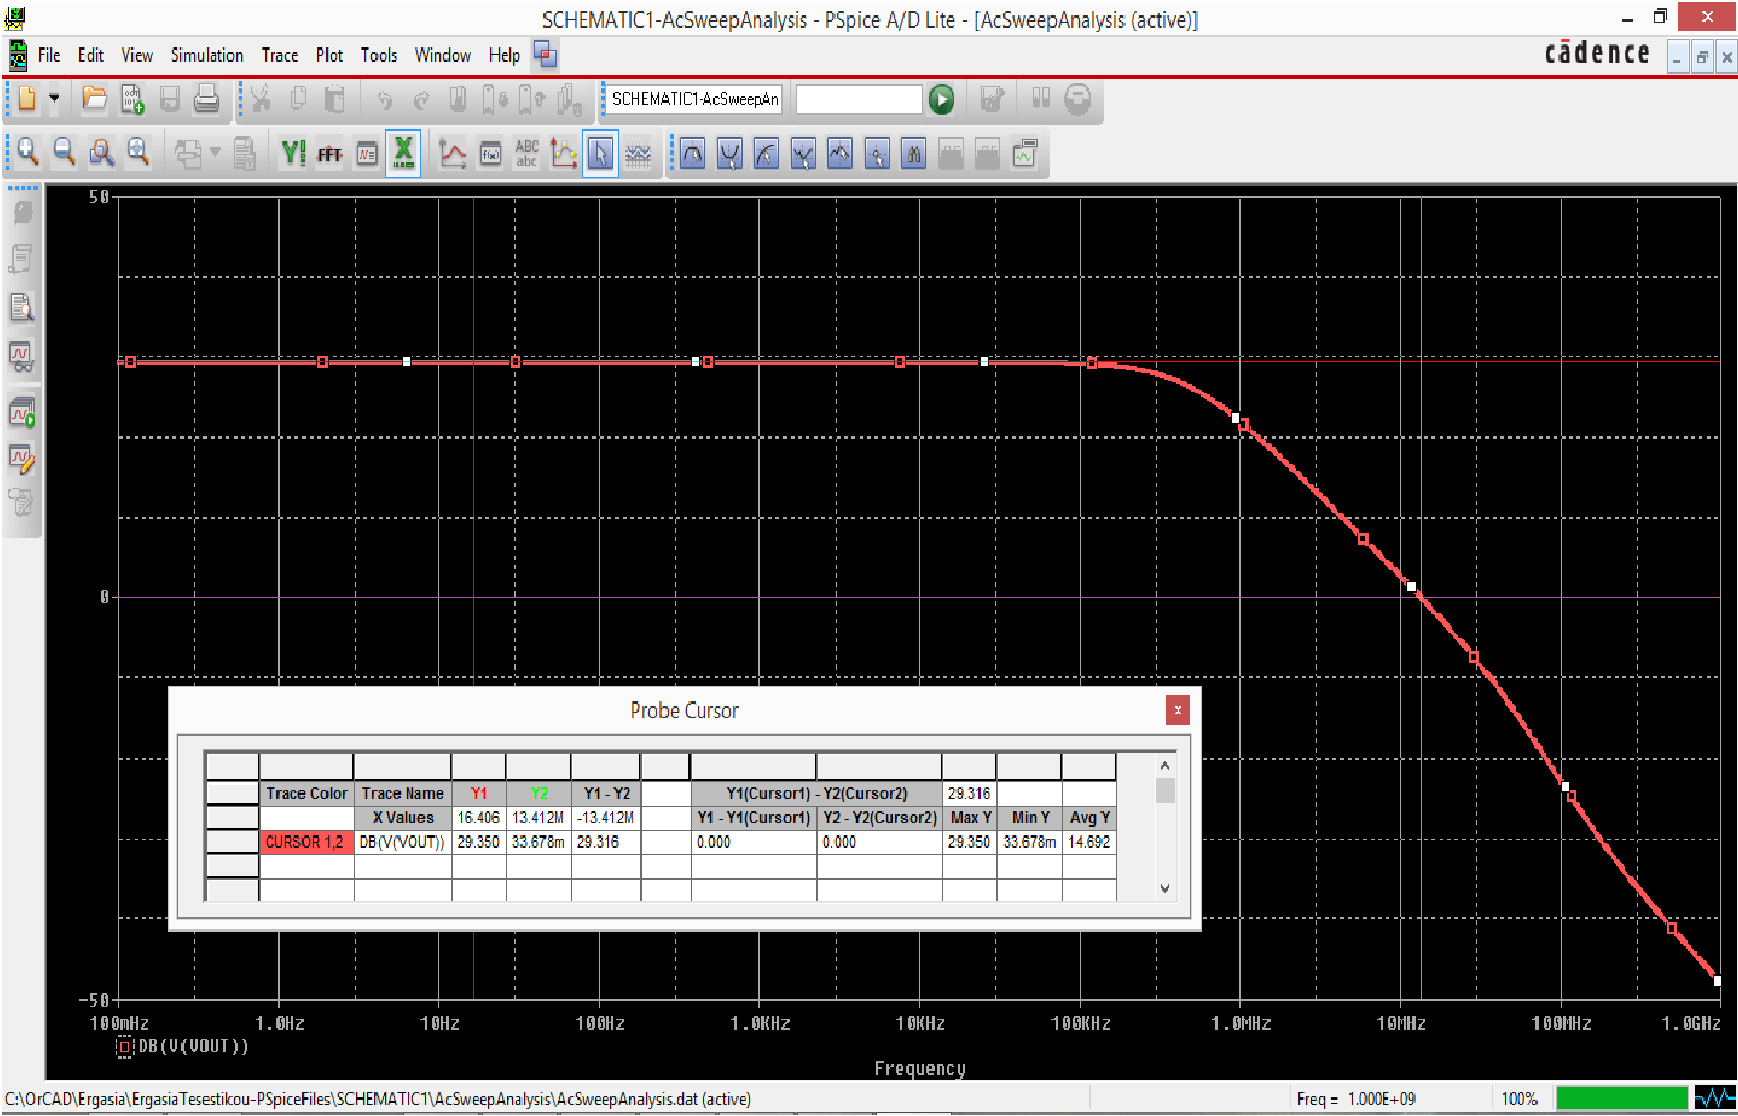 SCHEMATIC1-AcSweepAnalysis - PSpice A/D Lite - [AcSweepAnalysis (active)]
File Edit View Simulation Trace Plot Tools Window Help
cādence
SCHEMATIC1-AcSweepAn
FFT
ABC
abc
50
0
-50
Probe Cursor
Trace Color Trace Name Y1 Y2 Y1 - Y2 Y1(Cursor1) - Y2(Cursor2) 29.316
X Values 16.406 13.412M -13.412M Y1 - Y1(Cursor1) Y2 - Y2(Cursor2) Max Y Min Y Avg Y
CURSOR 1,2 DB(V(VOUT)) 29.350 33.678m 29.316 0.000 0.000 29.350 33.678m 14.692
100mHz 1.0Hz 10Hz 100Hz 1.0KHz 10KHz 100KHz 1.0MHz 10MHz 100MHz 1.0GHz
DB(V(VOUT))
Frequency
C:\OrCAD\Ergasia\ErgasiaTesestikou-PSpiceFiles\SCHEMATIC1\AcSweepAnalysis\AcSweepAnalysis.dat (active) Freq = 1.000E+09 100%